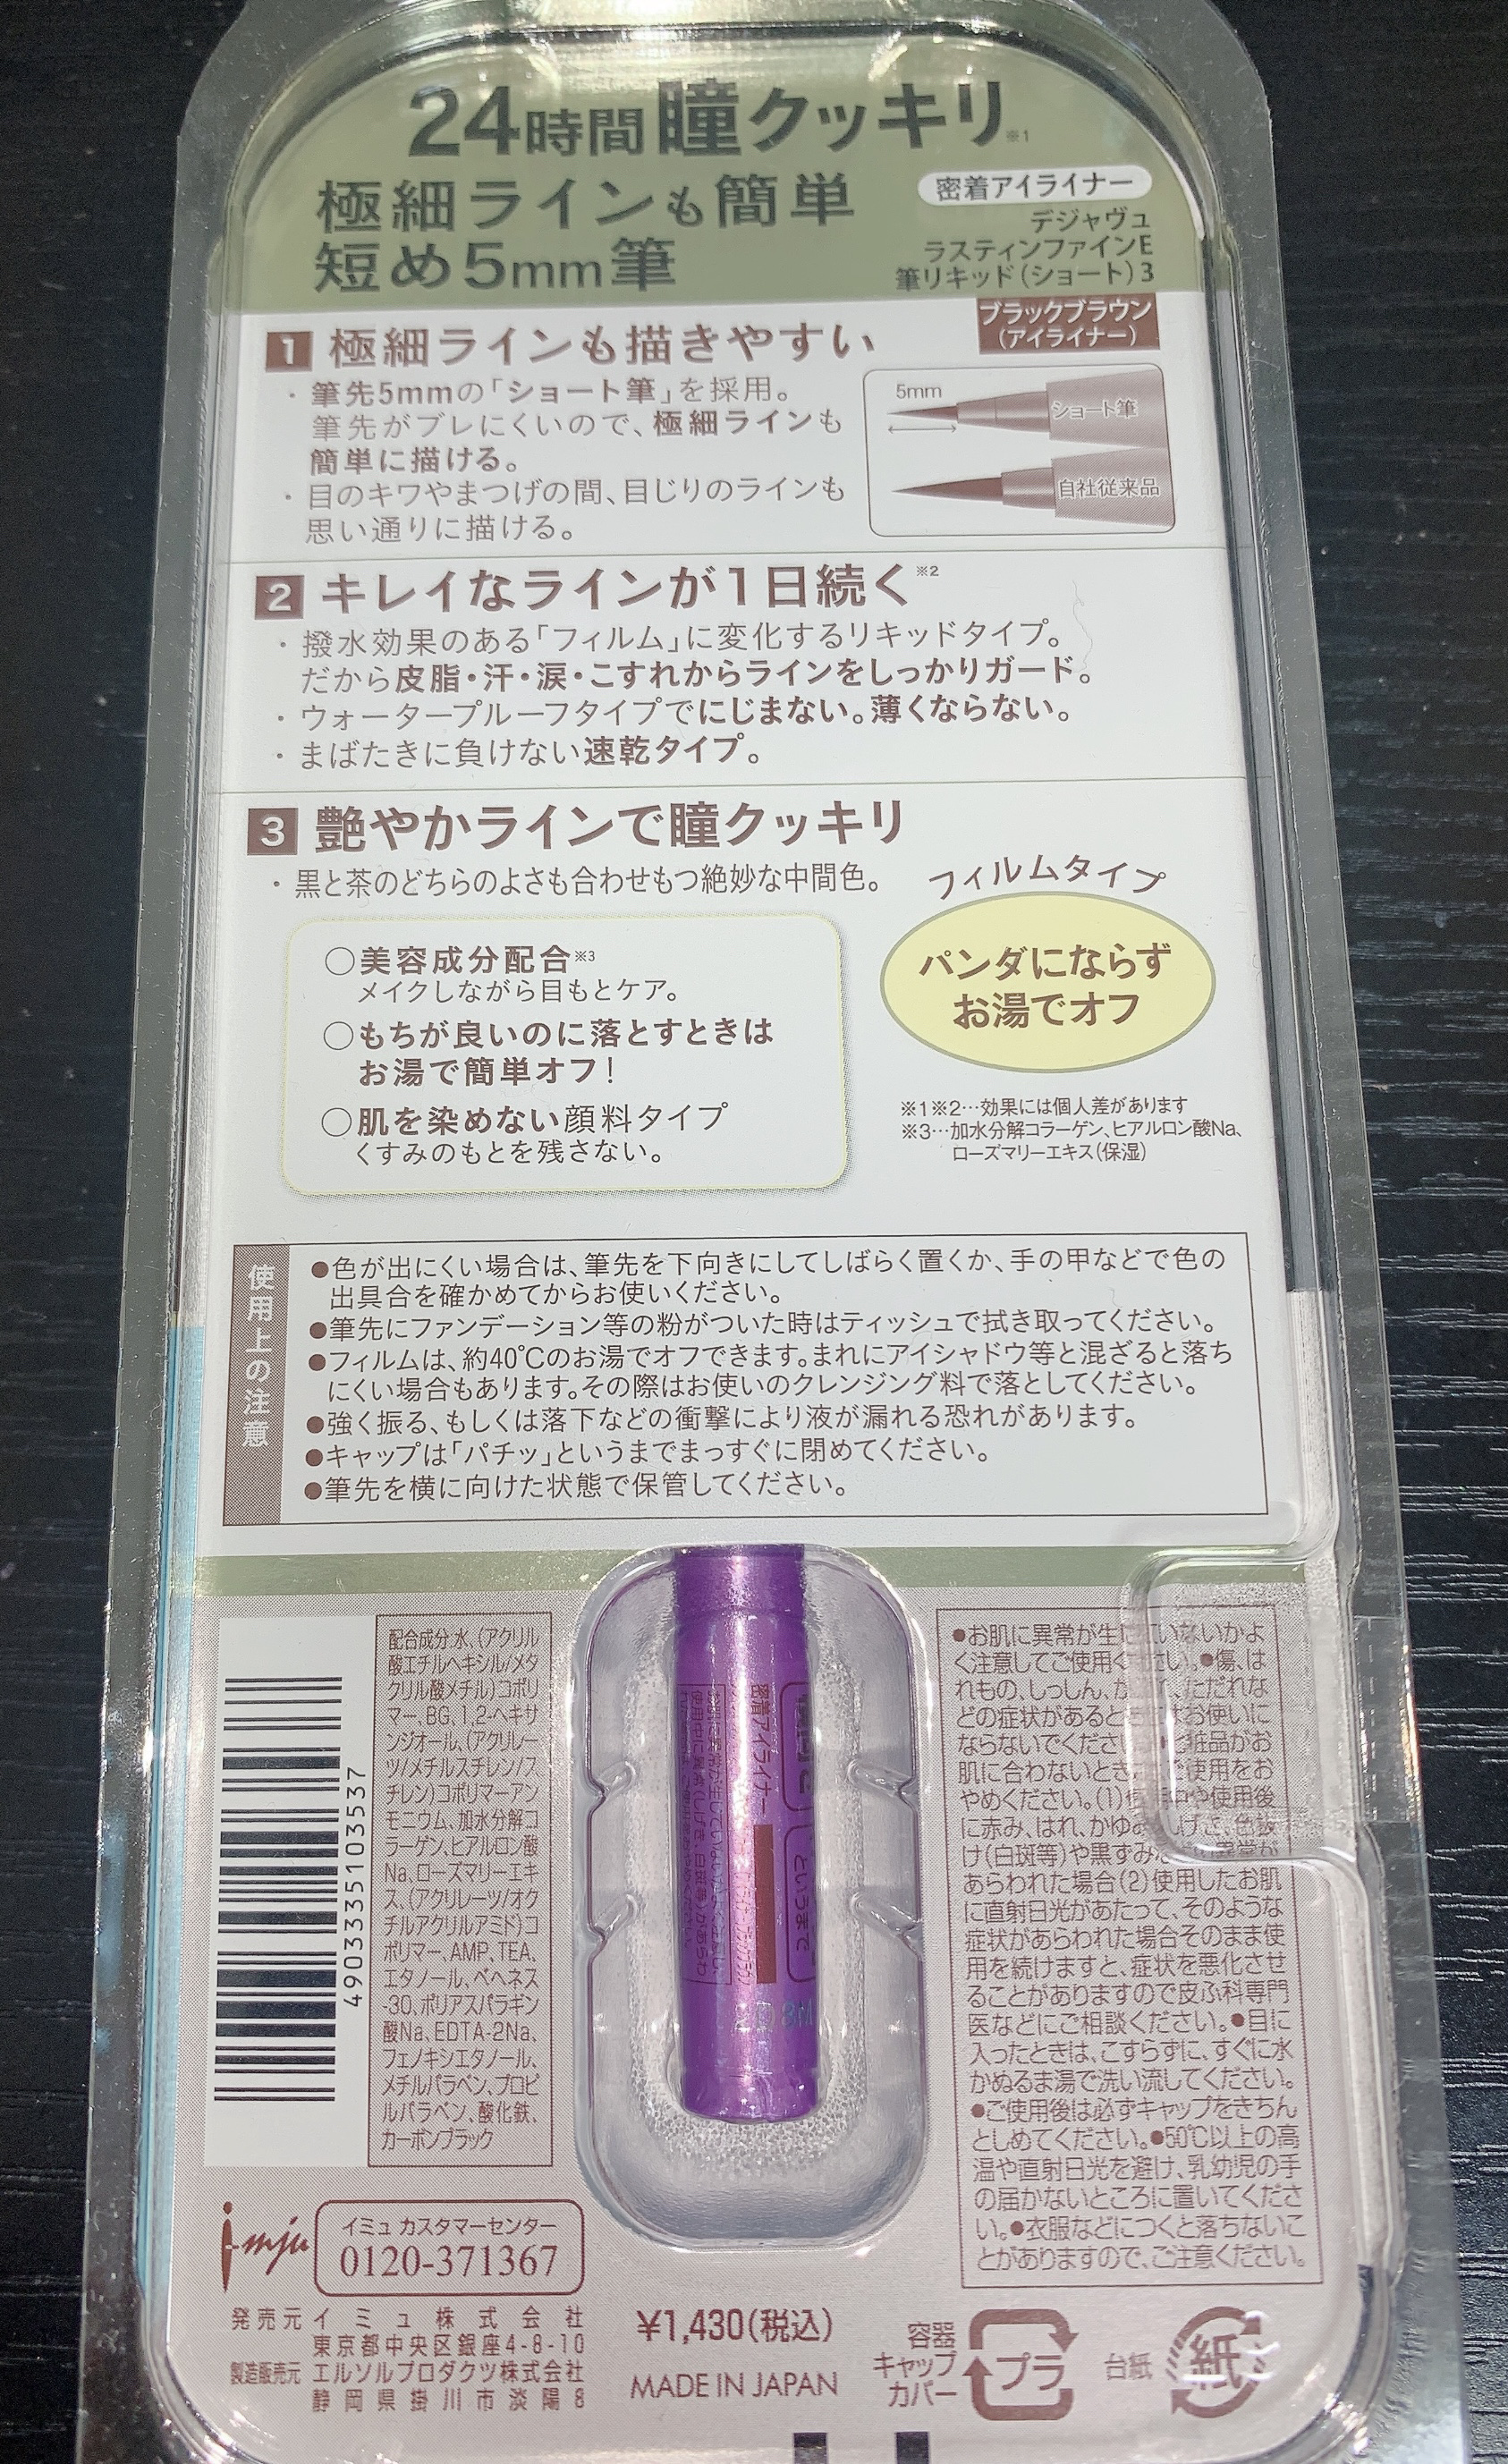 24時間瞳クッキリ※1
極細ラインも簡単
短め5mm筆
密着アイライナー
デジャヴュ
ラスティンファインE
筆リキッド(ショート)3
ブラックブラウン
(アイライナー)
1 極細ラインも描きやすい
・筆先5mmの「ショート筆」を採用。
筆先がブレにくいので、極細ラインも
簡単に描ける。
・目のキワやまつげの間、目じりのラインも
思い通りに描ける。
5mm
ショート筆
自社従来品
2 キレイなラインが1日続く※2
・撥水効果のある「フィルム」に変化するリキッドタイプ。
だから皮脂・汗・涙・こすれからラインをしっかりガード。
・ウォータープルーフタイプでにじまない。薄くならない。
・まばたきに負けない速乾タイプ。
3 艶やかラインで瞳クッキリ
・黒と茶のどちらのよさも合わせもつ絶妙な中間色。
○美容成分配合※3
メイクしながら目もとケア。
○もちが良いのに落とすときは
お湯で簡単オフ!
○肌を染めない顔料タイプ
くすみのもとを残さない。
フィルムタイプ
パンダにならず
お湯でオフ
※1※2…効果には個人差があります
※3…加水分解コラーゲン、ヒアルロン酸Na、
ローズマリーエキス(保湿)
使用上の注意
●色が出にくい場合は、筆先を下向きにしてしばらく置くか、手の甲などで色の
出具合を確かめてからお使いください。
●筆先にファンデーション等の粉がついた時はティッシュで拭き取ってください。
●フィルムは、約40℃のお湯でオフできます。まれにアイシャドウ等と混ざると落ち
にくい場合もあります。その際はお使いのクレンジング料で落としてください。
●強く振る、もしくは落下などの衝撃により液が漏れる恐れがあります。
●キャップは「パチッ」というまでまっすぐに閉めてください。
●筆先を横に向けた状態で保管してください。
4903335103537
配合成分:水、(アクリル
酸エチルヘキシル/メタ
クリル酸メチル)コポリ
マー、BG、1,2-ヘキサ
ンジオール、(アクリレー
ツ/メチルスチレン/ス
チレン)コポリマーアン
モニウム、加水分解コ
ラーゲン、ヒアルロン酸
Na、ローズマリーエキ
ス、(アクリレーツ/オク
チルアクリルアミド)コ
ポリマー、AMP、TEA、
エタノール、ベヘネス
-30、ポリアスパラギン
酸Na、EDTA-2Na、
フェノキシエタノール、
メチルパラベン、プロピ
ルパラベン、酸化鉄、
カーボンブラック
密着アイライナー
というまで
●お肌に異常が生じていないかよ
く注意してご使用ください。●傷、は
れもの、しっしん、か、ただれな
どの症状があるとお使いに
ならないでください粧品がお
肌に合わないときご使用をお
やめください。(1)使用中や使用後
に赤み、はれ、かゆみ、しげき、色抜
け(白斑等)や黒ずみ異常が
あらわれた場合(2)使用したお肌
に直射日光があたって、そのような
症状があらわれた場合そのまま使
用を続けますと、症状を悪化させ
ることがありますので皮ふ科専門
医などにご相談ください。●目に
入ったときは、こすらずに、すぐに水
かぬるま湯で洗い流してください。
●ご使用後は必ずキャップをきちん
としめてください。●50℃以上の高
温や直射日光を避け、乳幼児の手
の届かないところに置いてくださ
い。●衣服などにつくと落ちないこ
とがありますので、ご注意ください。
i-mju
イミュ カスタマーセンター
0120-371367
発売元 イミュ株式会社
東京都中央区銀座4-8-10
製造販売元 エルソルプロダクツ株式会社
静岡県掛川市淡陽8
¥1,430(税込)
MADE IN JAPAN
容器
キャップ
カバー
プラ
台紙
紙